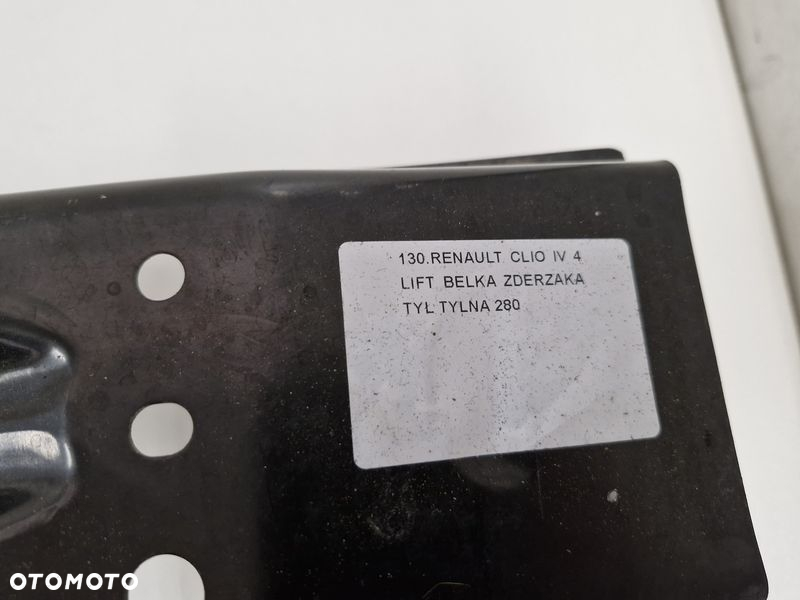 130.RENAULT CLIO IV 4
LIFT BELKA ZDERZAKA
TYŁ TYLNA 280
OTOMOTO